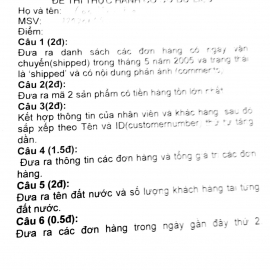 ĐỀ THI THỰC HÀNH
Họ và tên:
MSV:
Điểm:
Câu 1 (2đ):
Đưa ra danh sách các đơn hàng có ngày vận
chuyển(shipped) trong tháng 5 năm 2005 và trạng thái
là 'shipped' và có nội dung phản ánh (comments).
Câu 2(2đ):
Đưa ra mã 2 sản phẩm có tiền hàng tồn lớn nhất
Câu 3(2đ):
Kết hợp thông tin của nhân viên và khách hàng, sau đó
sắp xếp theo Tên và ID(customernumber, thứ tự tăng
dần.
Câu 4 (1.5đ):
Đưa ra thông tin các đơn hàng và tổng giá trị các đơn
hàng.
Câu 5 (2đ):
Đưa ra tên đất nước và số lượng khách hàng tại từng
đất nước.
Câu 6 (0.5đ):
Đưa ra các đơn hàng trong ngày gần đây thứ 2